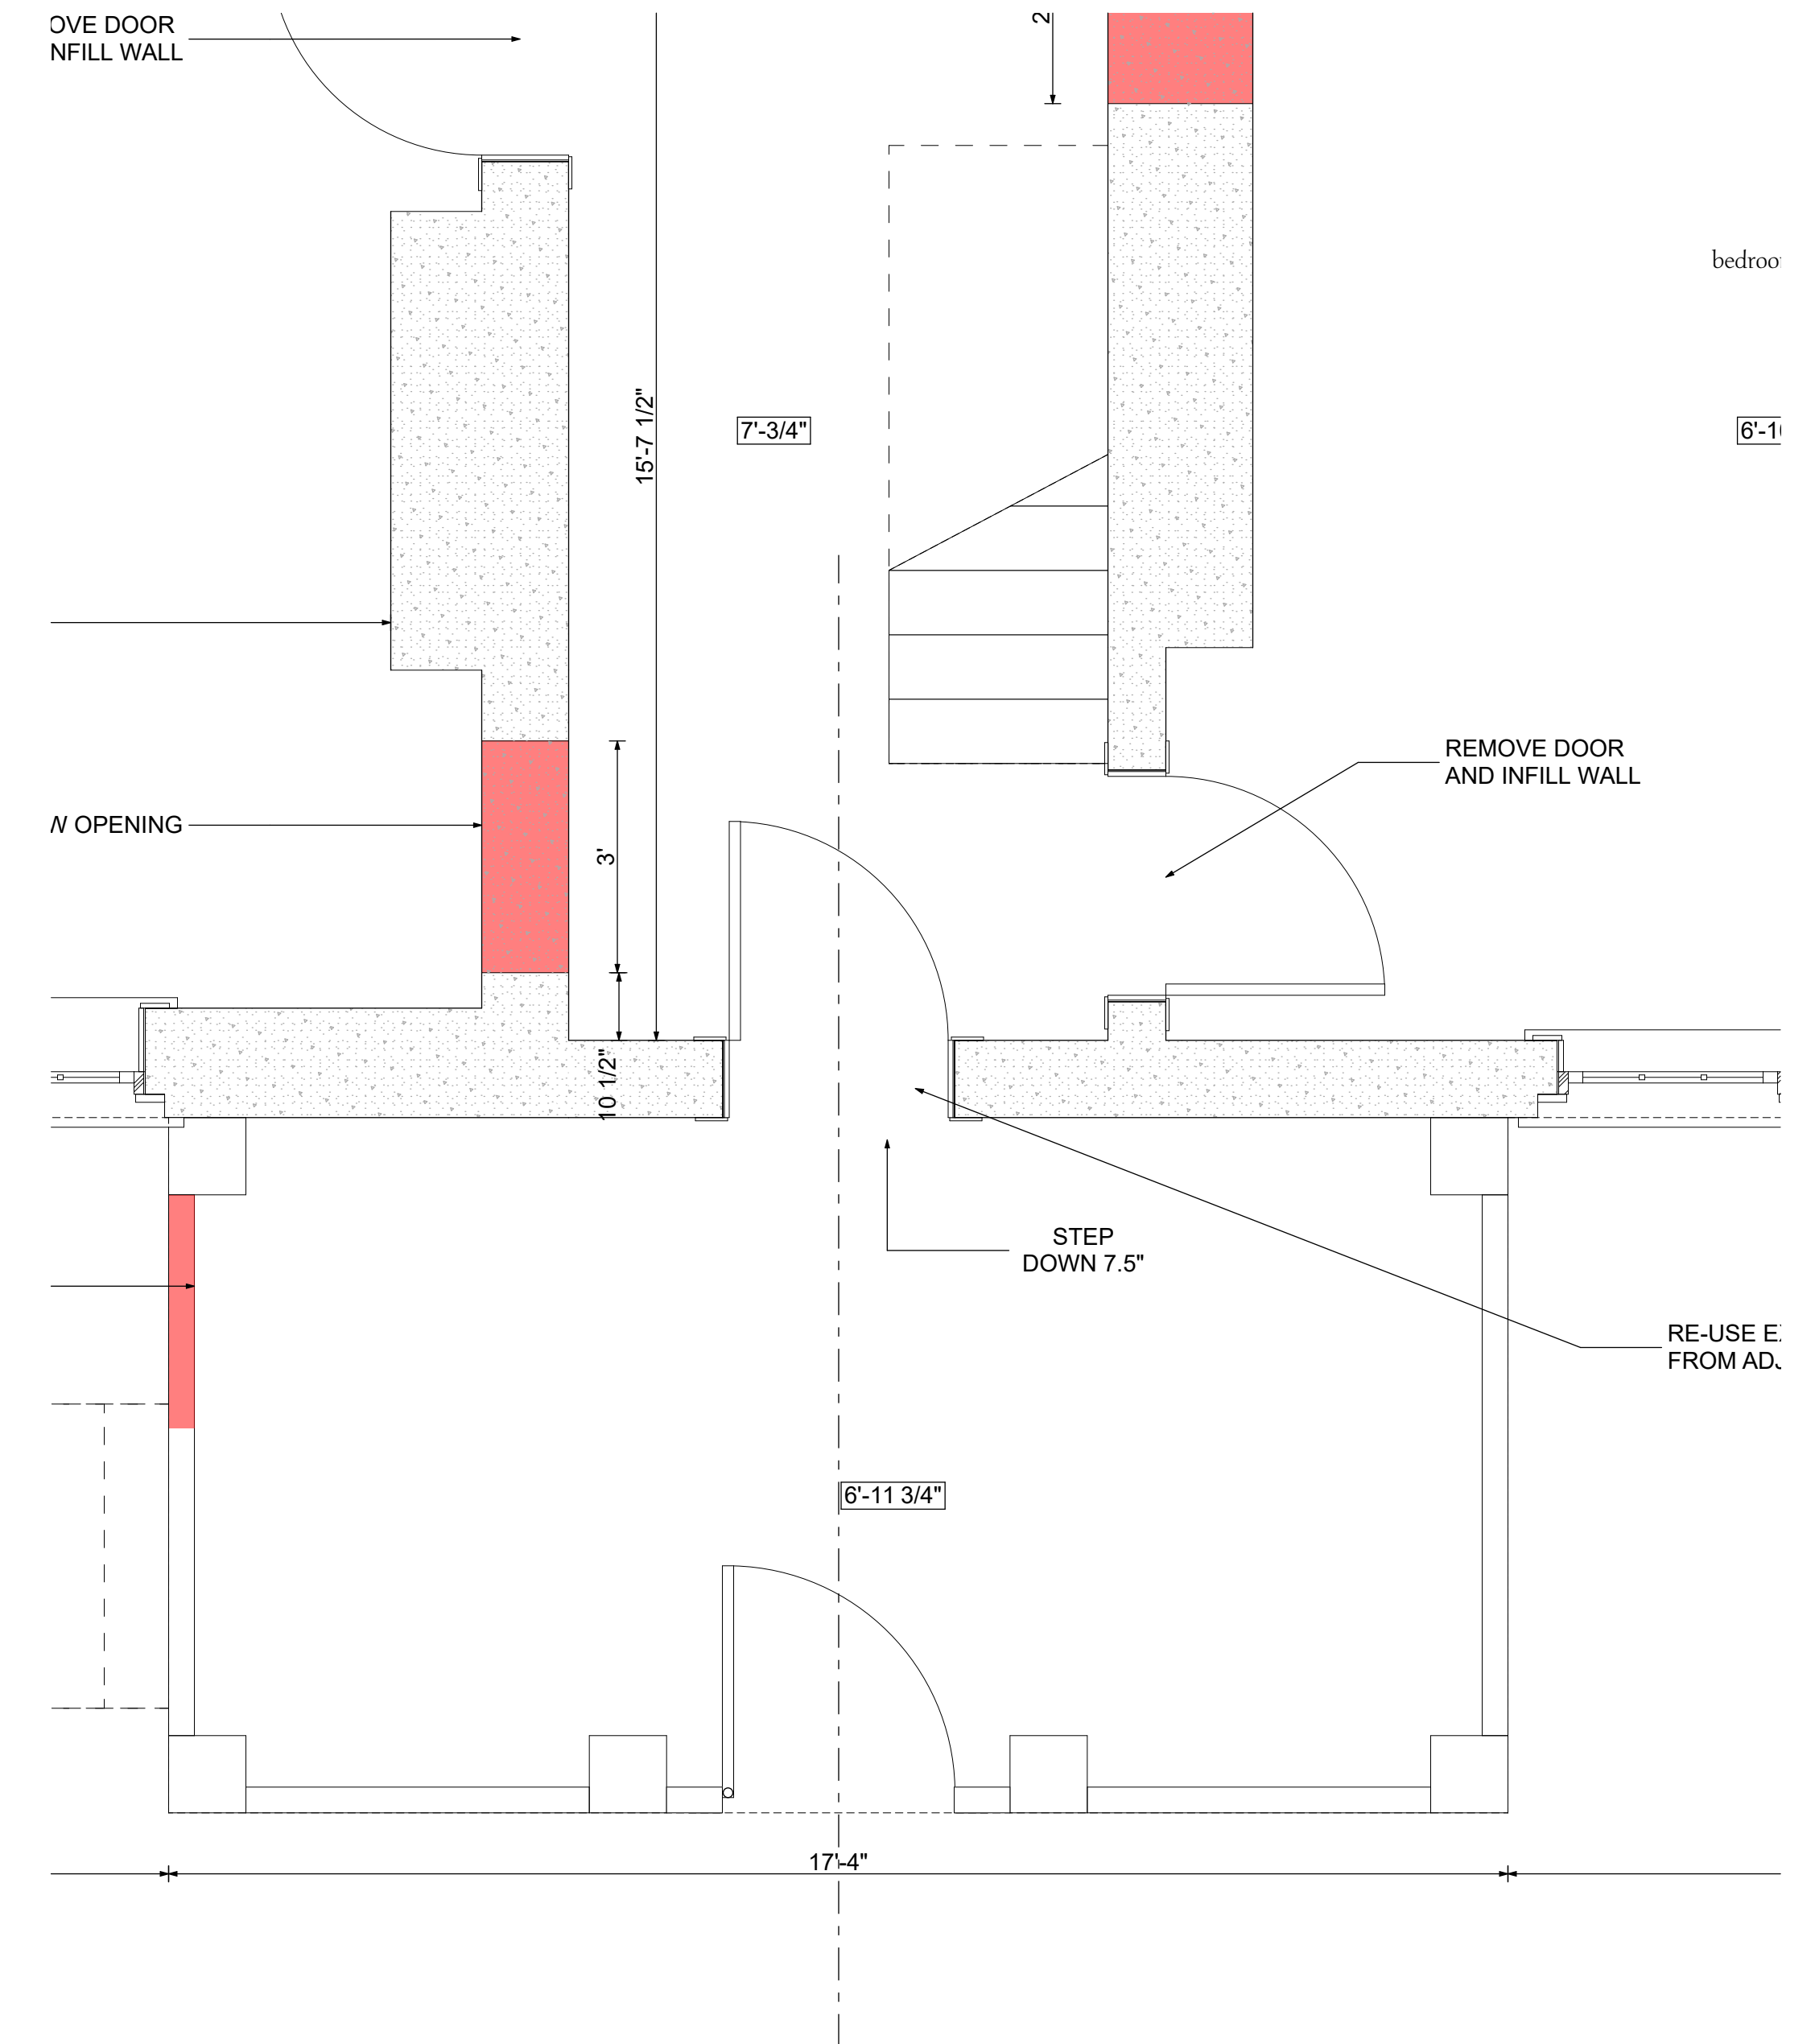 OVE DOOR
NFILL WALL
2
bedroo
7'-3/4"
6'-1
15'-7 1/2"
REMOVE DOOR
AND INFILL WALL
W OPENING
3'
10 1/2"
STEP
DOWN 7.5"
RE-USE E
FROM ADJ
6'-11 3/4"
17'-4"